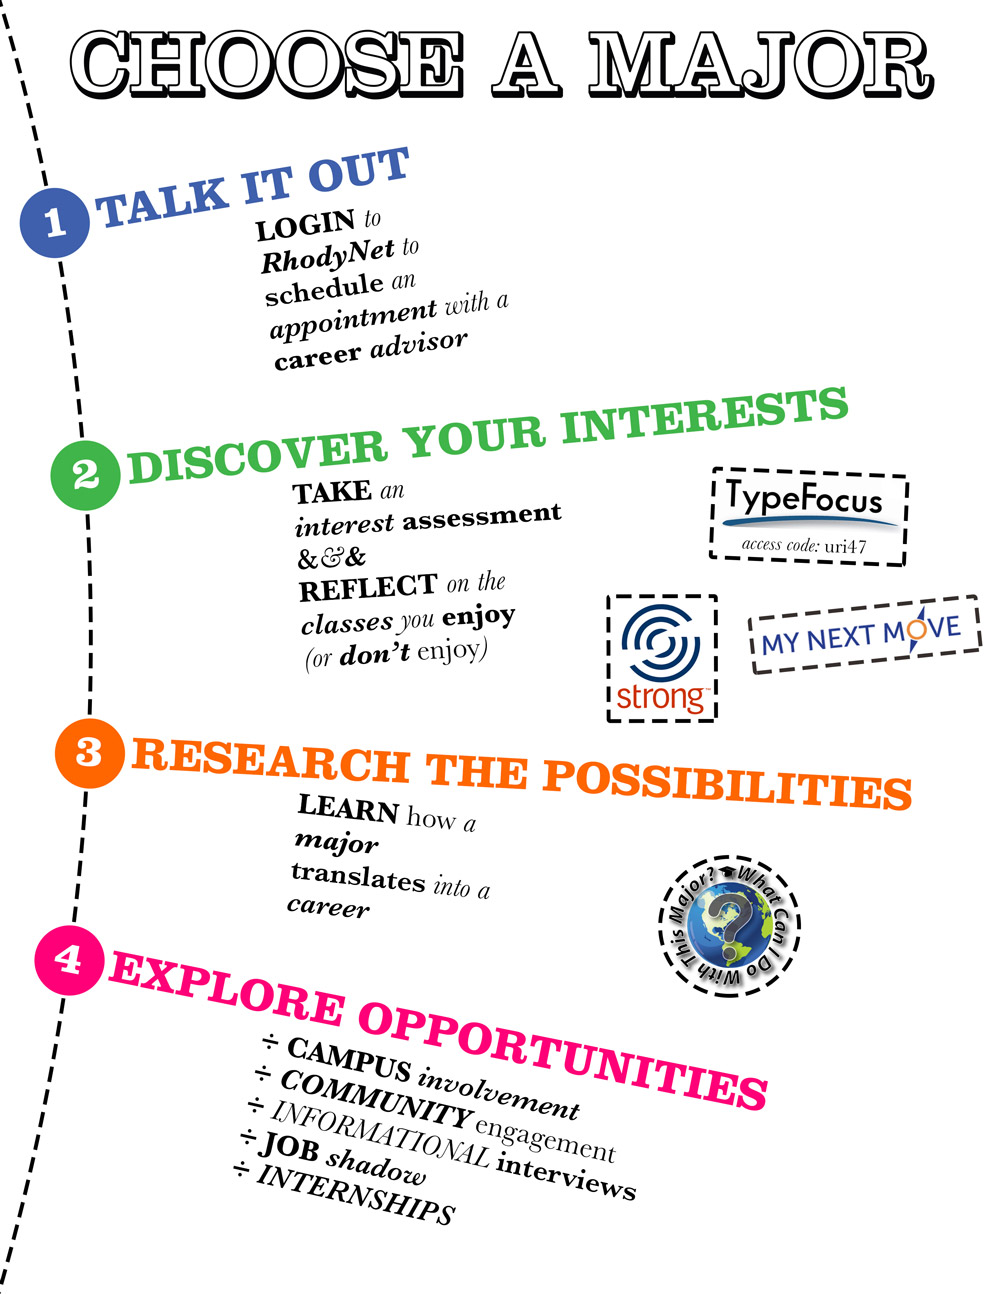 CHOOSE A MAJOR
1 TALK IT OUT
LOGIN to
RhodyNet to
schedule an
appointment with a
career advisor
2 DISCOVER YOUR INTERESTS
TAKE an
interest assessment
&&&
REFLECT on the
classes you enjoy
(or don't enjoy)
TypeFocus
access code: uri47
strong™
MY NEXT MOVE
3 RESEARCH THE POSSIBILITIES
LEARN how a
major
translates into a
career
What Can I Do With This Major?
?
4 EXPLORE OPPORTUNITIES
÷ CAMPUS involvement
÷ COMMUNITY engagement
÷ INFORMATIONAL interviews
÷ JOB shadow
÷ INTERNSHIPS